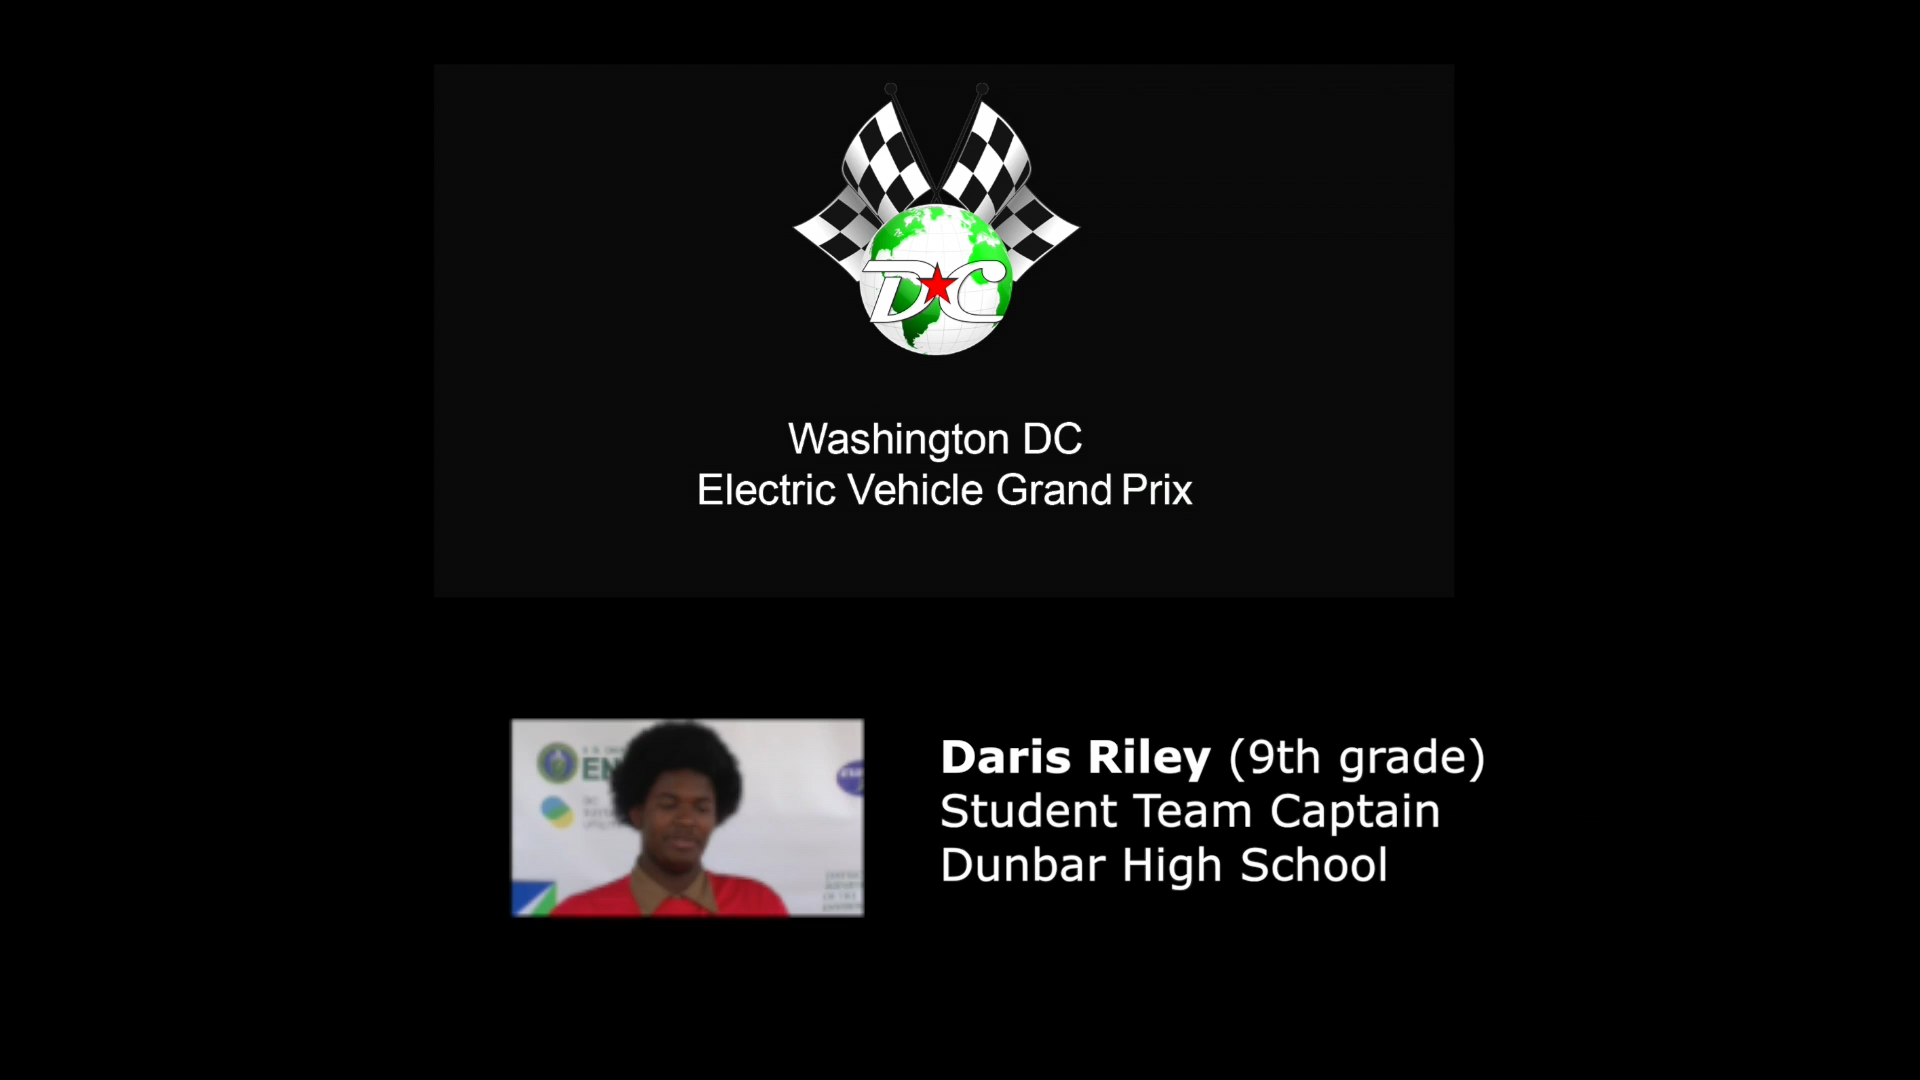 DC
Washington DC
Electric Vehicle Grand Prix
Daris Riley (9th grade)
Student Team Captain
Dunbar High School